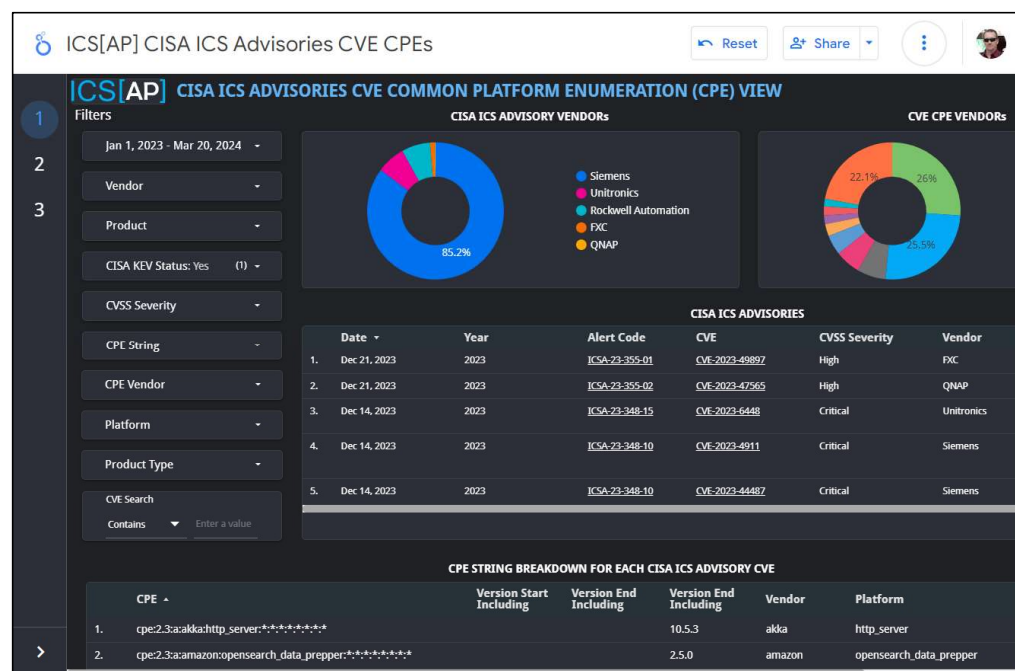 ICS[AP] CISA ICS Advisories CVE CPEs
Reset
Share
ICS[AP] CISA ICS ADVISORIES CVE COMMON PLATFORM ENUMERATION (CPE) VIEW
1
2
3
Filters
Jan 1, 2023 - Mar 20, 2024
Vendor
Product
CISA KEV Status: Yes (1)
CVSS Severity
CPE String
CPE Vendor
Platform
Product Type
CVE Search
Contains Enter a value
CISA ICS ADVISORY VENDORs
85.2%
Siemens
Unitronics
Rockwell Automation
FXC
QNAP
CVE CPE VENDORs
22.1% 26%
25.5%
CISA ICS ADVISORIES
Date Year Alert Code CVE CVSS Severity Vendor
1. Dec 21, 2023 2023 ICSA-23-355-01 CVE-2023-49897 High FXC
2. Dec 21, 2023 2023 ICSA-23-355-02 CVE-2023-47565 High QNAP
3. Dec 14, 2023 2023 ICSA-23-348-15 CVE-2023-6448 Critical Unitronics
4. Dec 14, 2023 2023 ICSA-23-348-10 CVE-2023-4911 Critical Siemens
5. Dec 14, 2023 2023 ICSA-23-348-10 CVE-2023-44487 Critical Siemens
CPE STRING BREAKDOWN FOR EACH CISA ICS ADVISORY CVE
CPE Version Start Including Version End Including Version End Including Vendor Platform
1. cpe:2.3:a:akka:http_server:*:*:*:*:*:*:*:* 10.5.3 akka http_server
2. cpe:2.3:a:amazon:opensearch_data_prepper:*:*:*:*:*:*:*:* 2.5.0 amazon opensearch_data_prepper